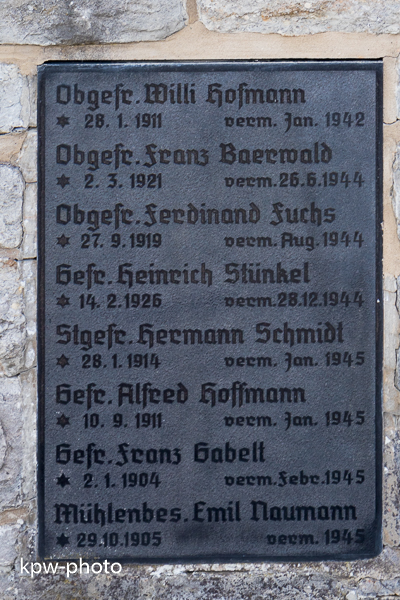 Obgefr. Willi Hofmann
✶ 28. 1. 1911 verm. Jan. 1942
Obgefr. Franz Baerwald
✶ 2. 3. 1921 verm. 26.6.1944
Obgefr. Ferdinand Fuchs
✶ 27. 9. 1919 verm. Aug. 1944
Gefr. Heinrich Stünkel
✶ 14. 2. 1926 verm. 28.12.1944
Stgefr. Hermann Schmidt
✶ 28. 1. 1914 verm. Jan. 1945
Gefr. Alfred Hoffmann
✶ 10. 9. 1911 verm. Jan. 1945
Gefr. Franz Gabelt
✶ 2. 1. 1904 verm. Febr. 1945
Mühlenbes. Emil Naumann
✶ 29.10.1905 verm. 1945
kpw-photo